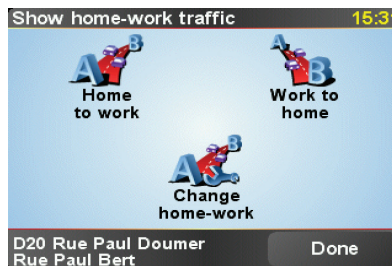 Show home-work traffic 15:3
A B
A B
Home
to work
Work to
home
A B
Change
home-work
D20 Rue Paul Doumer
Rue Paul Bert
Done